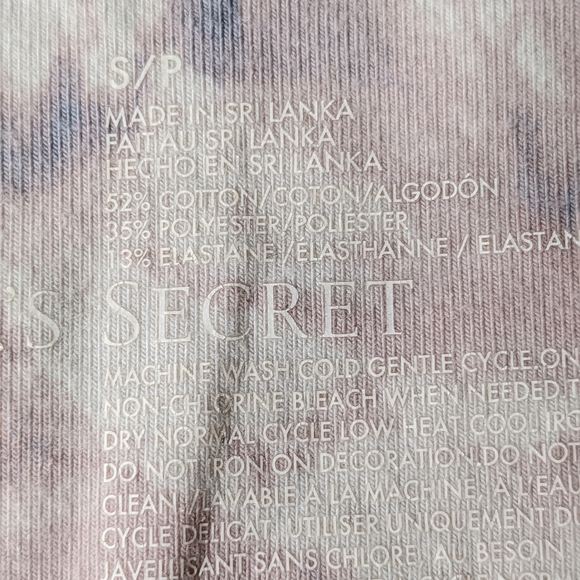 S/P
MADE IN SRI LANKA
FAIT AU SRI LANKA
HECHO EN SRI LANKA
52% COTTON/COTON/ALGODÓN
35% POLYESTER/POLIESTER
13% ELASTANE/ÉLASTHANNE / ELASTAN
'S SECRET
MACHINE WASH COLD GENTLE CYCLE.ON
NON-CHLORINE BLEACH WHEN NEEDED.T
DRY NORMAL CYCLE LOW HEAT COOL IRO
DO NOT IRON ON DECORATION.DO NOT
CLEAN // LAVABLE A LA MACHINE, A L'EAU
CYCLE DÉLICAT. UTILISER UNIQUEMENT DU
JAVELLISANT SANS CHLORE, AU BESOIN